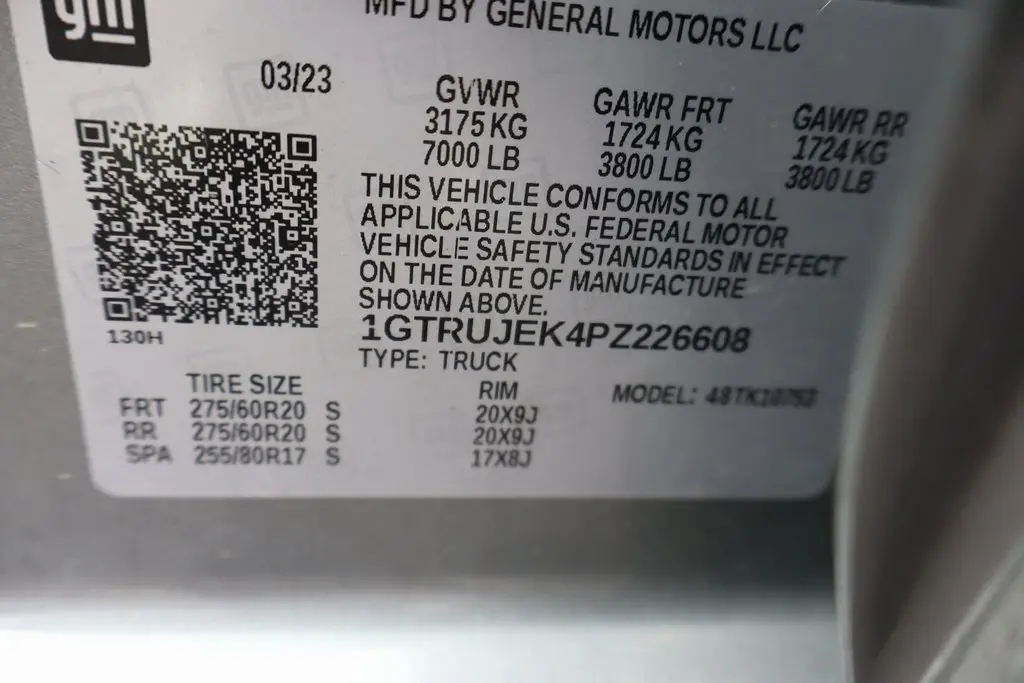 gm
MFD BY GENERAL MOTORS LLC
03/23
GVWR GAWR FRT GAWR RR
3175 KG 1724 KG 1724 KG
7000 LB 3800 LB 3800 LB
THIS VEHICLE CONFORMS TO ALL
APPLICABLE U.S. FEDERAL MOTOR
VEHICLE SAFETY STANDARDS IN EFFECT
ON THE DATE OF MANUFACTURE
SHOWN ABOVE.
130H
1GTRUJEK4PZ226608
TYPE: TRUCK
TIRE SIZE RIM MODEL:
FRT 275/60R20 S 20X9J
RR 275/60R20 S 20X9J
SPA 255/80R17 S 17X8J